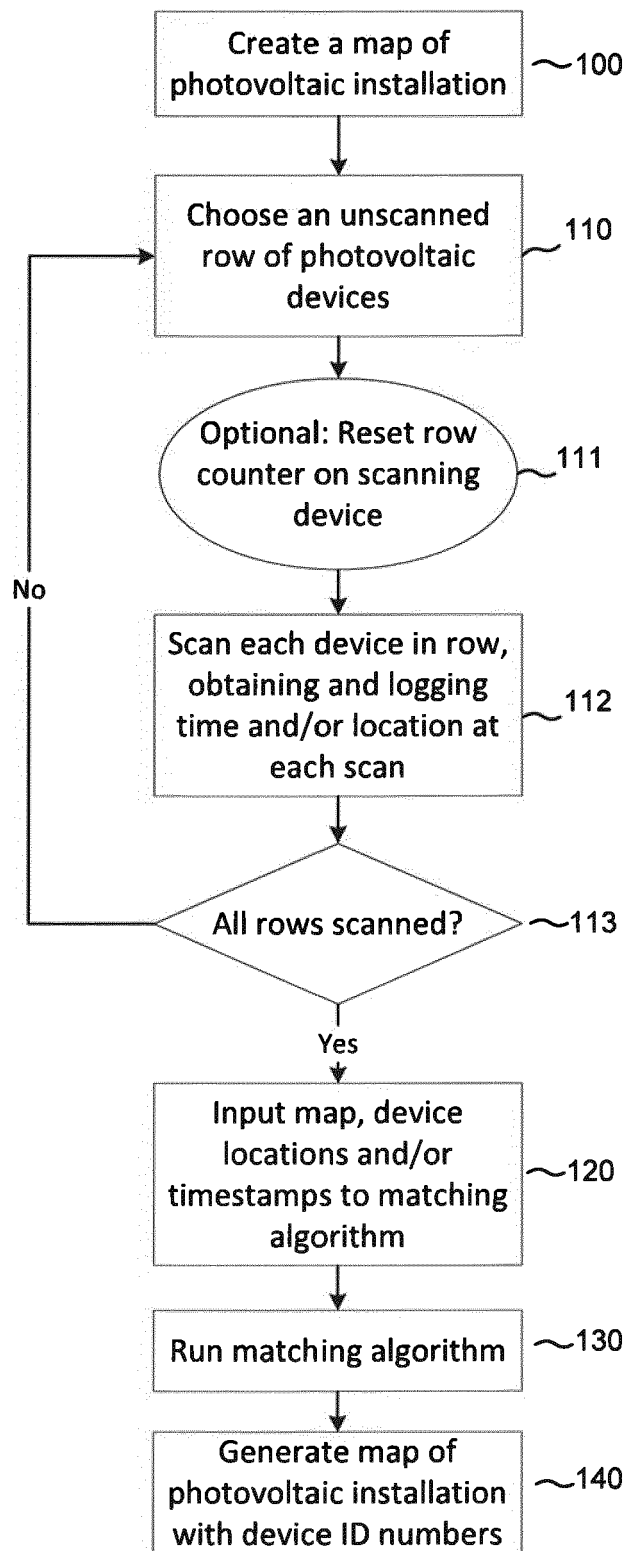 Create a map of
photovoltaic installation
100
Choose an unscanned
row of photovoltaic
devices
110
Optional: Reset row
counter on scanning
device
111
No
Scan each device in row,
obtaining and logging
time and/or location at
each scan
112
All rows scanned?
113
Yes
Input map, device
locations and/or
timestamps to matching
algorithm
120
Run matching algorithm
130
Generate map of
photovoltaic installation
with device ID numbers
140